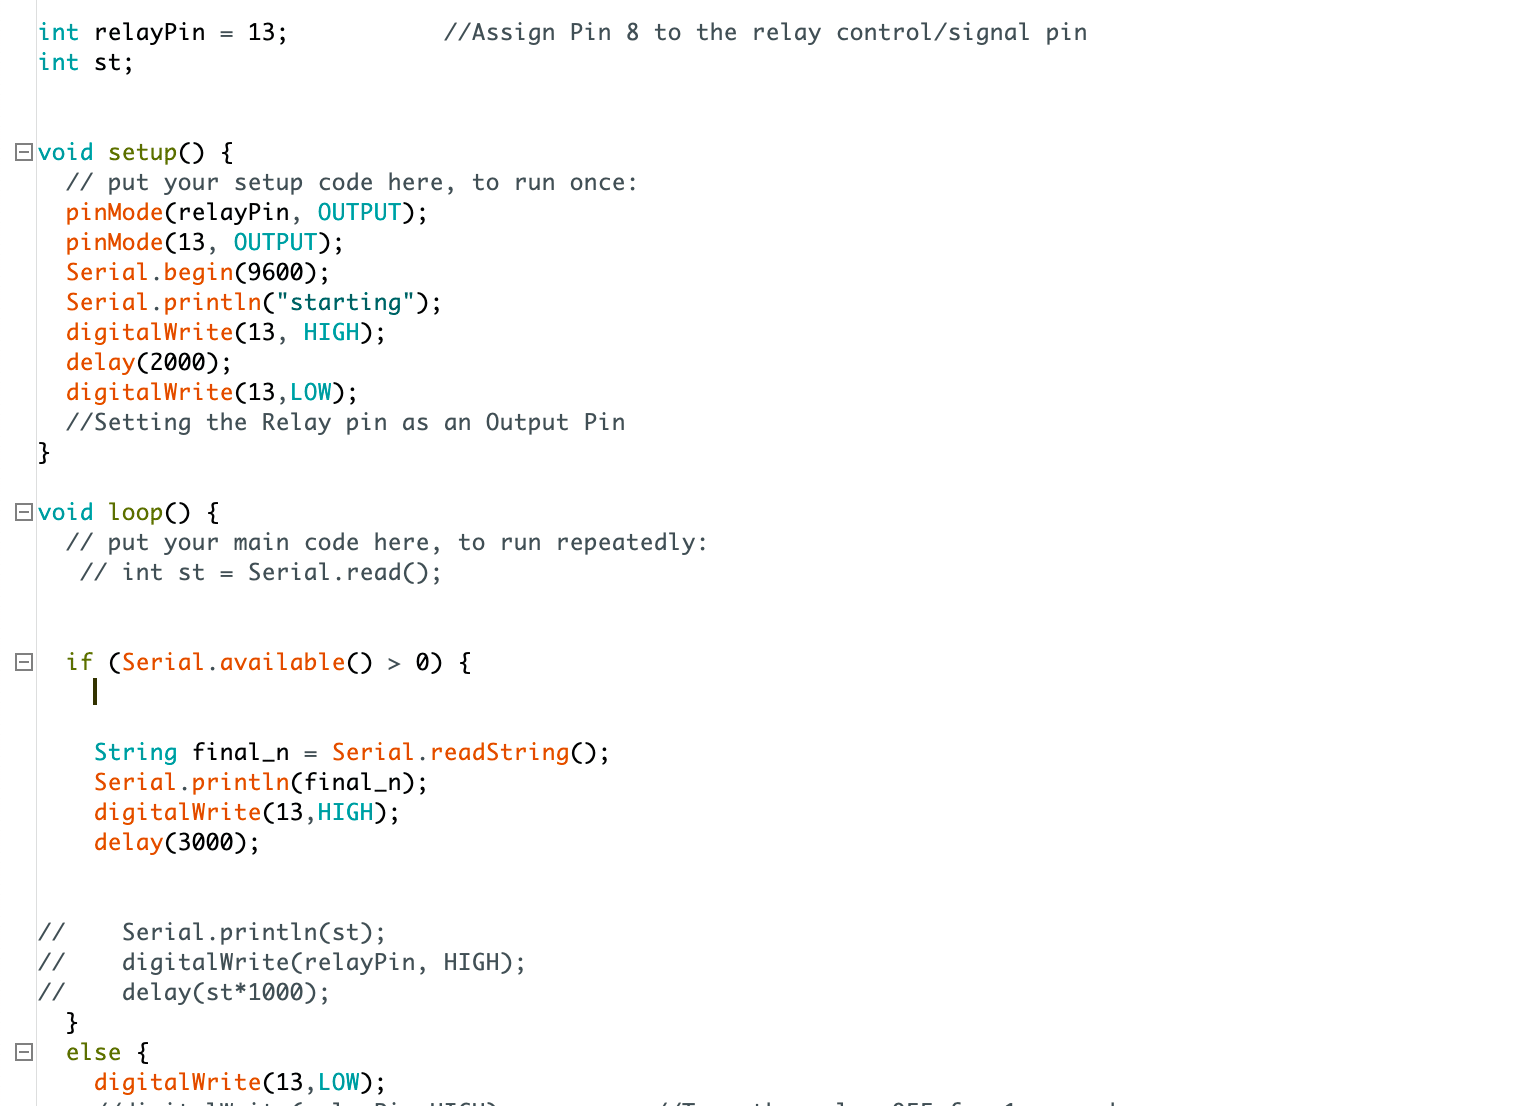 int relayPin = 13;           //Assign Pin 8 to the relay control/signal pin
int st;
void setup() {
  // put your setup code here, to run once:
  pinMode(relayPin, OUTPUT);
  pinMode(13, OUTPUT);
  Serial.begin(9600);
  Serial.println("starting");
  digitalWrite(13, HIGH);
  delay(2000);
  digitalWrite(13,LOW);
  //Setting the Relay pin as an Output Pin
}
void loop() {
  // put your main code here, to run repeatedly:
   // int st = Serial.read();
  if (Serial.available() > 0) {
    String final_n = Serial.readString();
    Serial.println(final_n);
    digitalWrite(13,HIGH);
    delay(3000);
//    Serial.println(st);
//    digitalWrite(relayPin, HIGH);
//    delay(st*1000);
  }
  else {
    digitalWrite(13,LOW);